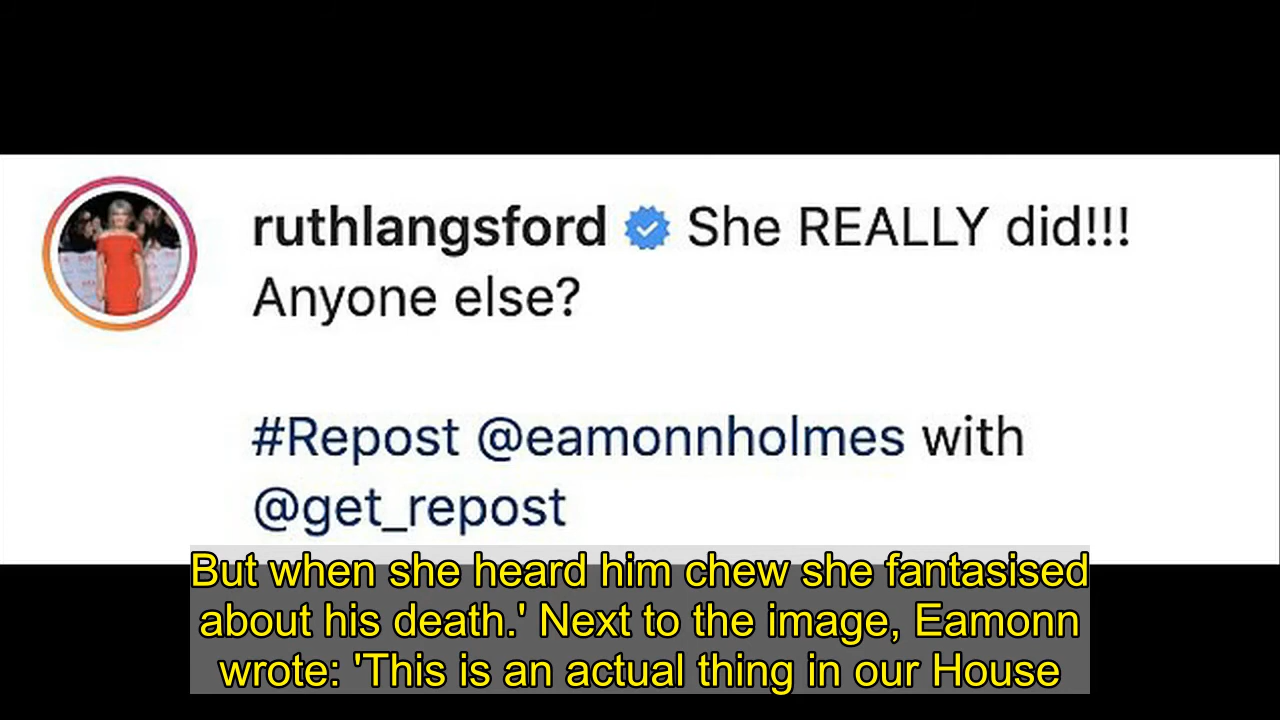 ruthlangsford She REALLY did!!!
Anyone else?
#Repost @eamonnholmes with
@get_repost
But when she heard him chew she fantasised
about his death.' Next to the image, Eamonn
wrote: 'This is an actual thing in our House